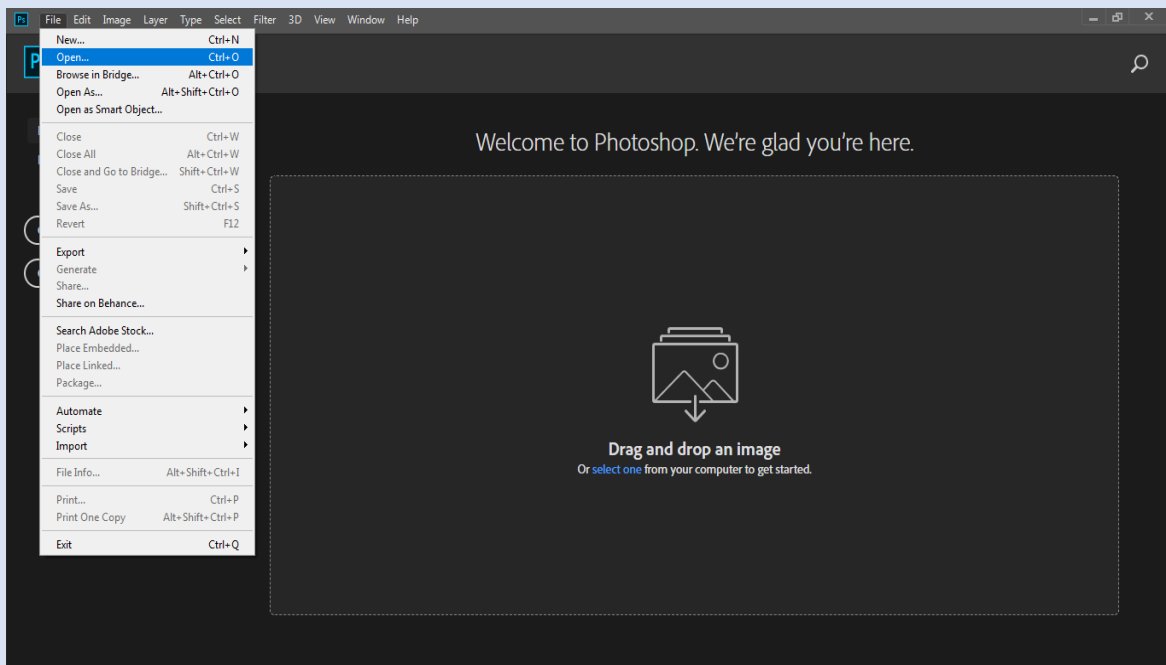 Ps File Edit Image Layer Type Select Filter 3D View Window Help
New... Ctrl+N
Open... Ctrl+O
Browse in Bridge... Alt+Ctrl+O
Open As... Alt+Shift+Ctrl+O
Open as Smart Object...
Close Ctrl+W
Close All Alt+Ctrl+W
Close and Go to Bridge... Shift+Ctrl+W
Save Ctrl+S
Save As... Shift+Ctrl+S
Revert F12
Export
Generate
Share...
Share on Behance...
Search Adobe Stock...
Place Embedded...
Place Linked...
Package...
Automate
Scripts
Import
File Info... Alt+Shift+Ctrl+I
Print... Ctrl+P
Print One Copy Alt+Shift+Ctrl+P
Exit Ctrl+Q
Welcome to Photoshop. We're glad you're here.
Drag and drop an image
Or select one from your computer to get started.